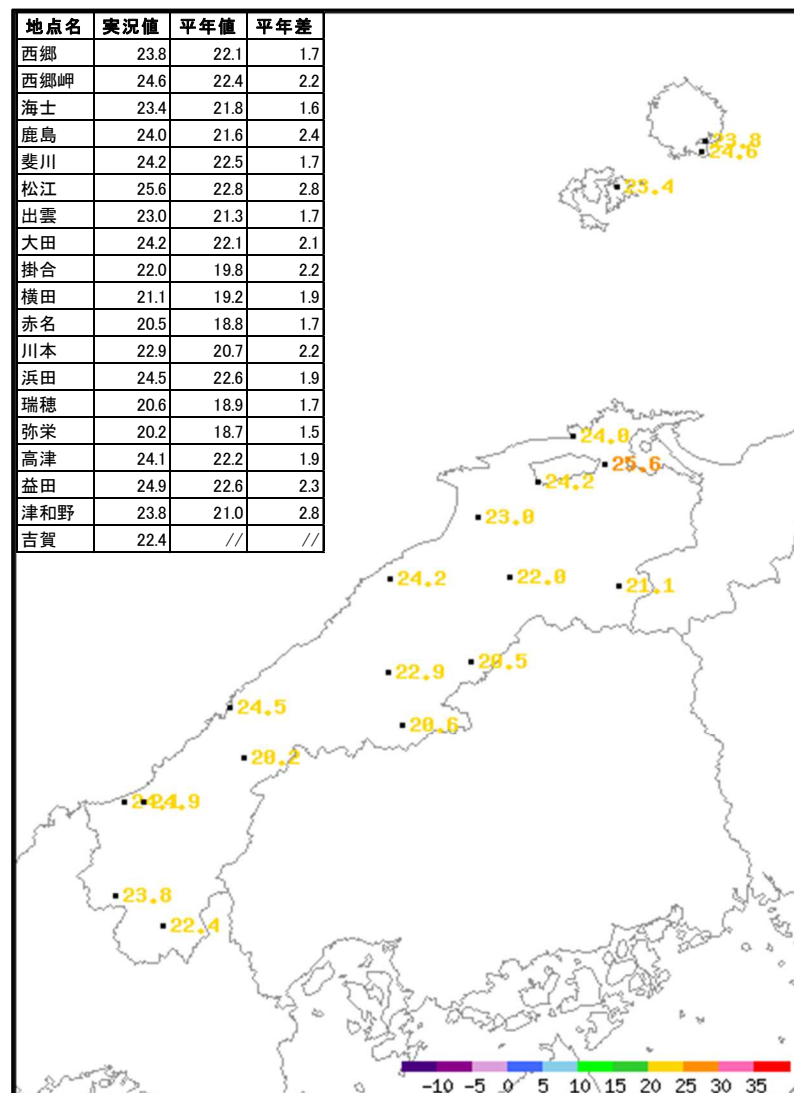 地点名 実況値 平年値 平年差
西郷 23.8 22.1 1.7
西郷岬 24.6 22.4 2.2
海士 23.4 21.8 1.6
鹿島 24.0 21.6 2.4
斐川 24.2 22.5 1.7
松江 25.6 22.8 2.8
出雲 23.0 21.3 1.7
大田 24.2 22.1 2.1
掛合 22.0 19.8 2.2
横田 21.1 19.2 1.9
赤名 20.5 18.8 1.7
川本 22.9 20.7 2.2
浜田 24.5 22.6 1.9
瑞穂 20.6 18.9 1.7
弥栄 20.2 18.7 1.5
高津 24.1 22.2 1.9
益田 24.9 22.6 2.3
津和野 23.8 21.0 2.8
吉賀 22.4 // //
23.8
24.6
23.4
24.0
25.6
24.2
23.0
24.2
22.0
21.1
20.5
22.9
24.5
20.6
20.2
24.1
24.9
23.8
22.4
-10 -5 0 5 10 15 20 25 30 35